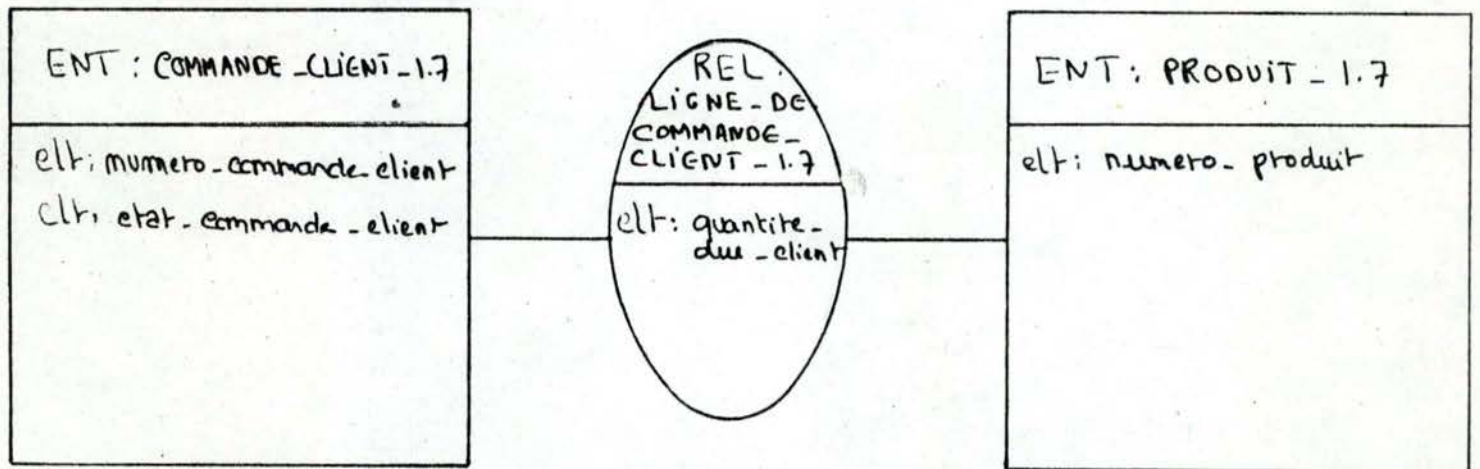 ENT : COMMANDE_CLIENT_1.7
elt: numero_commande_client
elt: etat_commande_client
REL :
LIGNE_DE
COMMANDE_
CLIENT_1.7
elt: quantite_
due_client
ENT : PRODUIT_1.7
elt: numero_produit